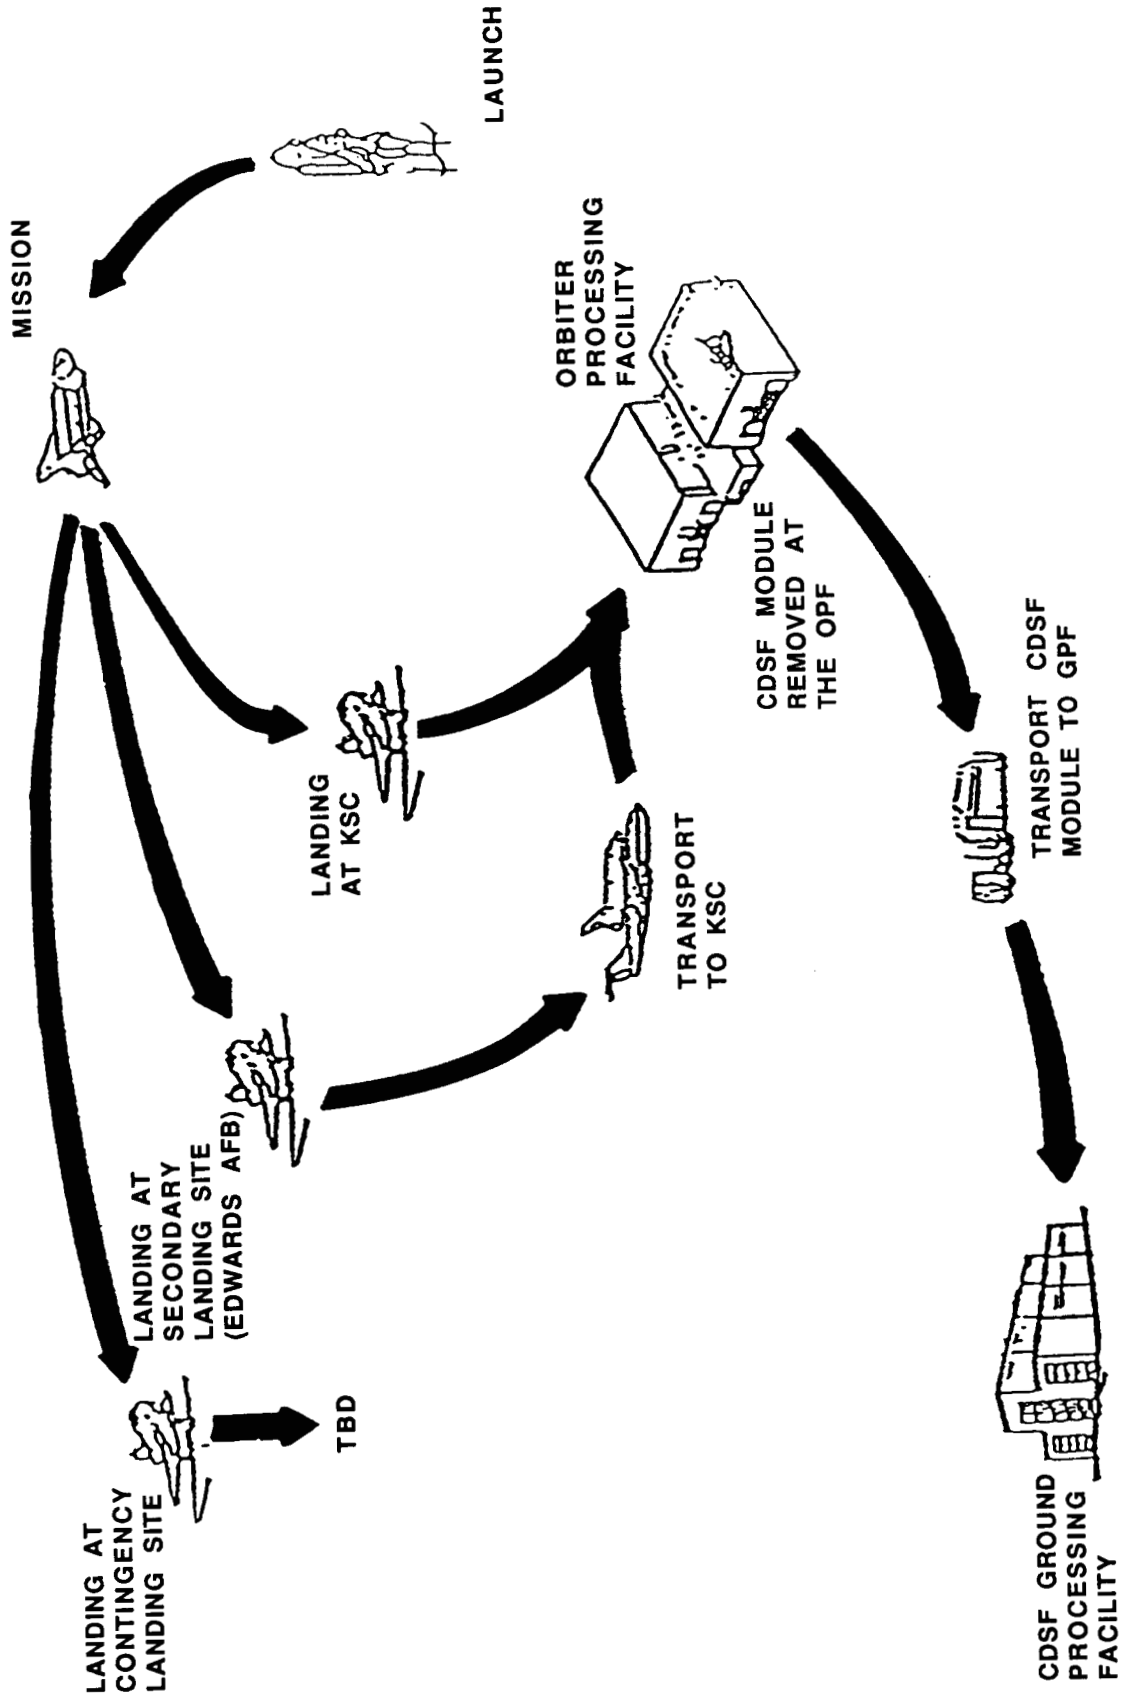 LAUNCH
MISSION
LANDING AT
CONTINGENCY
LANDING SITE
TBD
LANDING AT
SECONDARY
LANDING SITE
(EDWARDS AFB)
LANDING
AT KSC
TRANSPORT
TO KSC
ORBITER
PROCESSING
FACILITY
CDSF MODULE
REMOVED AT
THE OPF
TRANSPORT CDSF
MODULE TO GPF
CDSF GROUND
PROCESSING
FACILITY